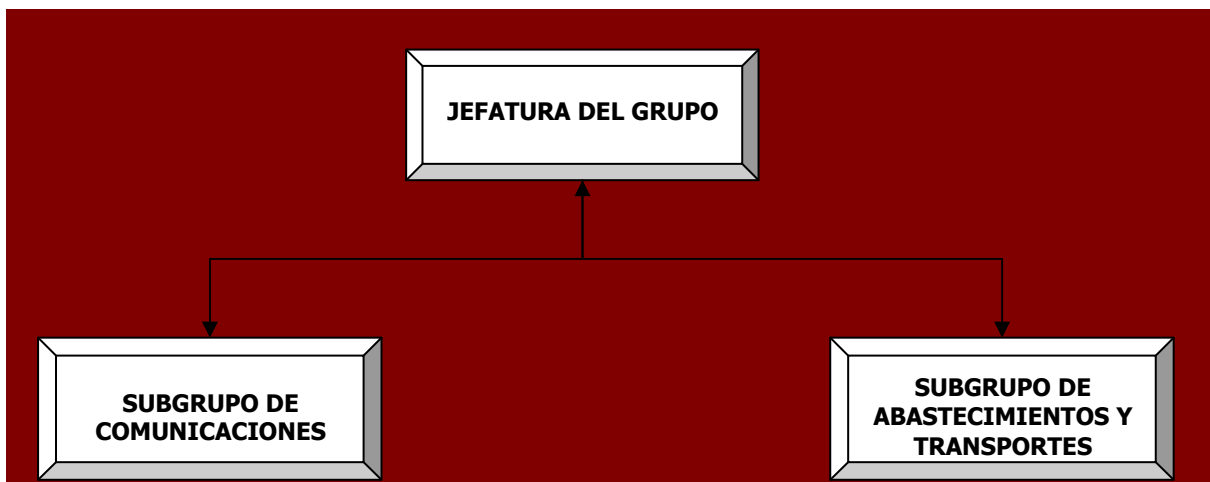 JEFATURA DEL GRUPO
SUBGRUPO DE
COMUNICACIONES
SUBGRUPO DE
ABASTECIMIENTOS Y
TRANSPORTES